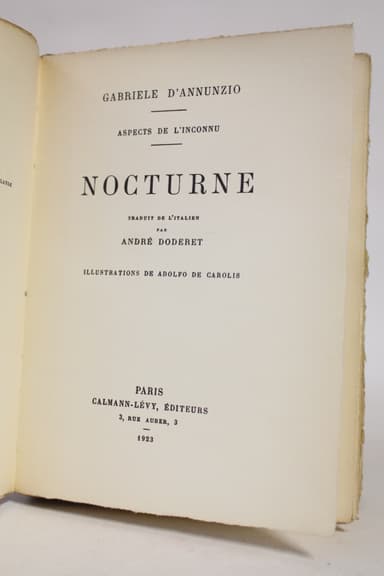 GABRIELE D'ANNUNZIO
ASPECTS DE L'INCONNU
NOCTURNE
TRADUIT DE L'ITALIEN
PAR
ANDRÉ DODERET
ILLUSTRATIONS DE ADOLFO DE CAROLIS
PARIS
CALMANN-LÉVY, ÉDITEURS
3, RUE AUBER, 3
1923